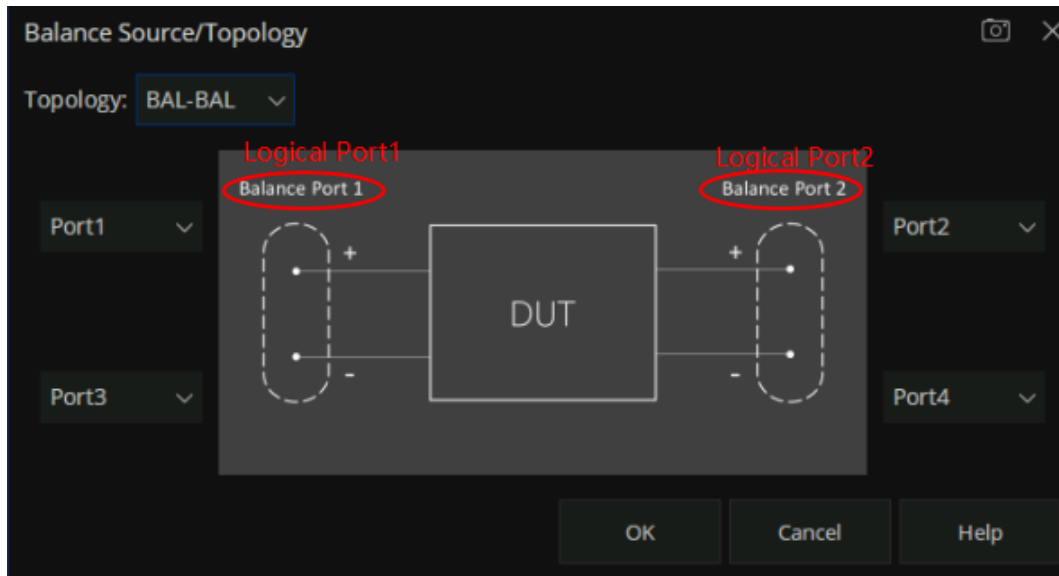 Balance Source/Topology
Topology: BAL-BAL
Logical Port1
Logical Port2
Balance Port 1
Balance Port 2
Port1
Port2
+
+
DUT
-
-
Port3
Port4
OK
Cancel
Help